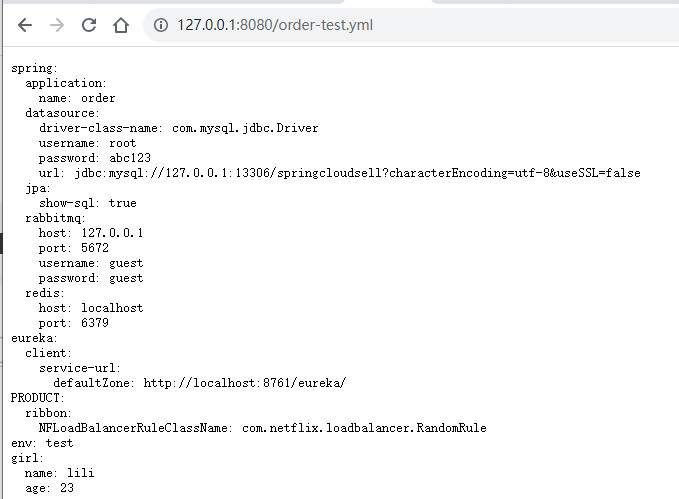 127.0.0.1:8080/order-test.yml
spring:
  application:
    name: order
  datasource:
    driver-class-name: com.mysql.jdbc.Driver
    username: root
    password: abc123
    url: jdbc:mysql://127.0.0.1:13306/springcloudsell?characterEncoding=utf-8&useSSL=false
  jpa:
    show-sql: true
  rabbitmq:
    host: 127.0.0.1
    port: 5672
    username: guest
    password: guest
  redis:
    host: localhost
    port: 6379
eureka:
  client:
    service-url:
      defaultZone: http://localhost:8761/eureka/
PRODUCT:
  ribbon:
    NFLoadBalancerRuleClassName: com.netflix.loadbalancer.RandomRule
env: test
girl:
  name: lili
  age: 23